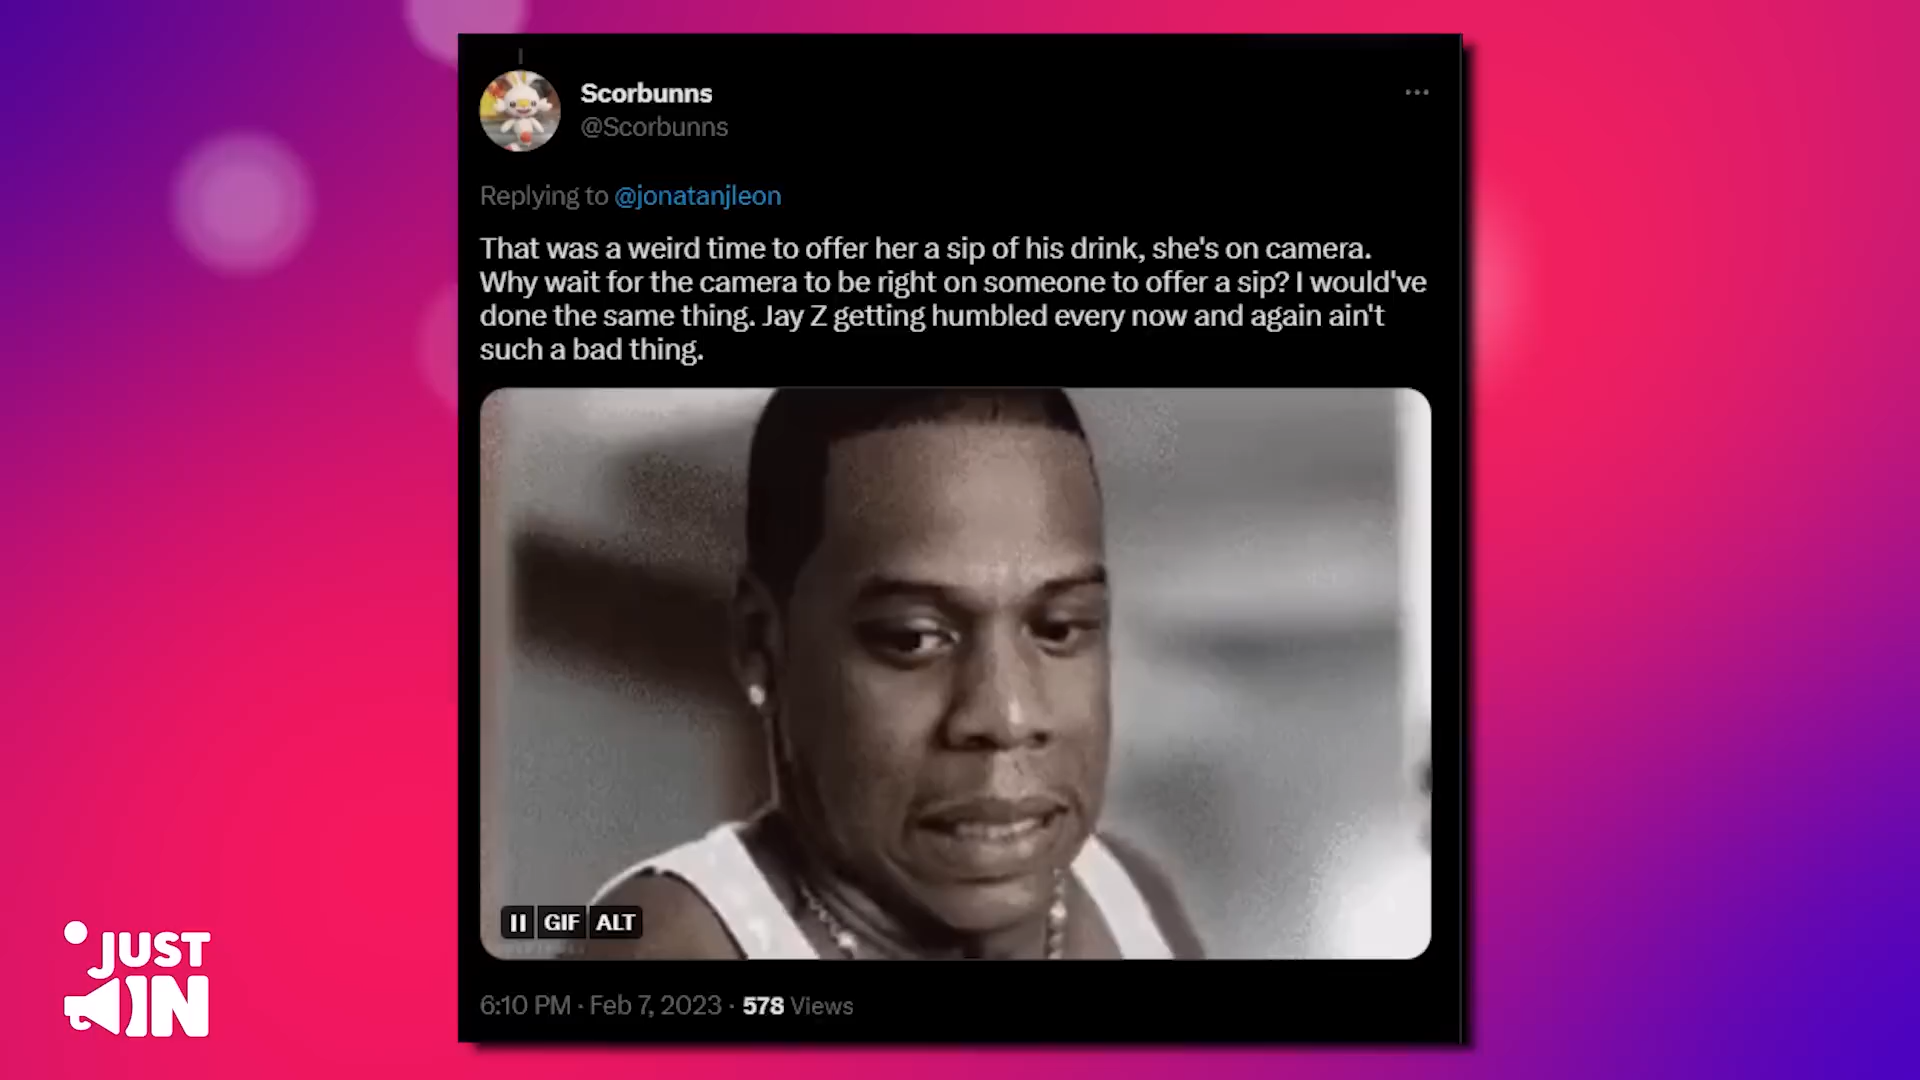 Scorbunns
@Scorbunns
Replying to @jonatanjleon
That was a weird time to offer her a sip of his drink, she's on camera.
Why wait for the camera to be right on someone to offer a sip? I would've
done the same thing. Jay Z getting humbled every now and again ain't
such a bad thing.
GIF ALT
6:10 PM · Feb 7, 2023 · 578 Views
JUST
IN